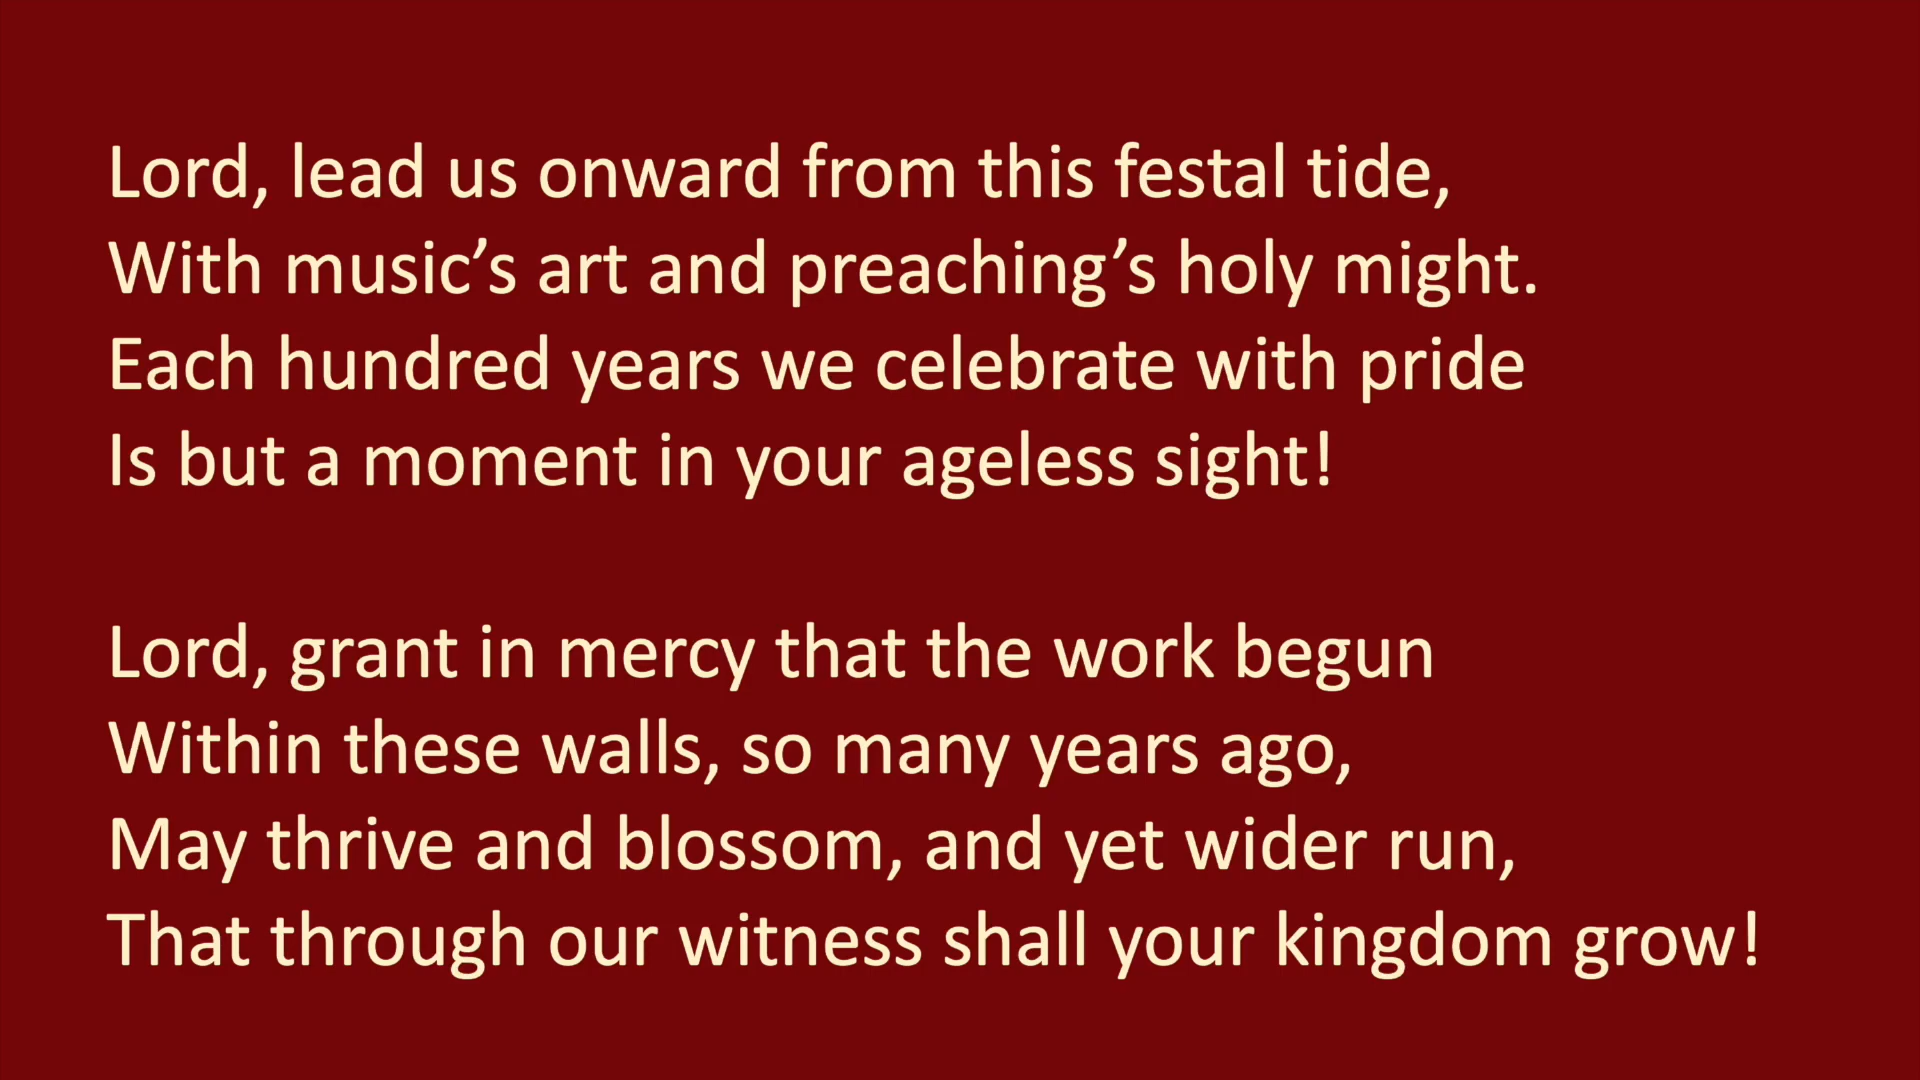 Lord, lead us onward from this festal tide,
With music’s art and preaching’s holy might.
Each hundred years we celebrate with pride
Is but a moment in your ageless sight!
Lord, grant in mercy that the work begun
Within these walls, so many years ago,
May thrive and blossom, and yet wider run,
That through our witness shall your kingdom grow!